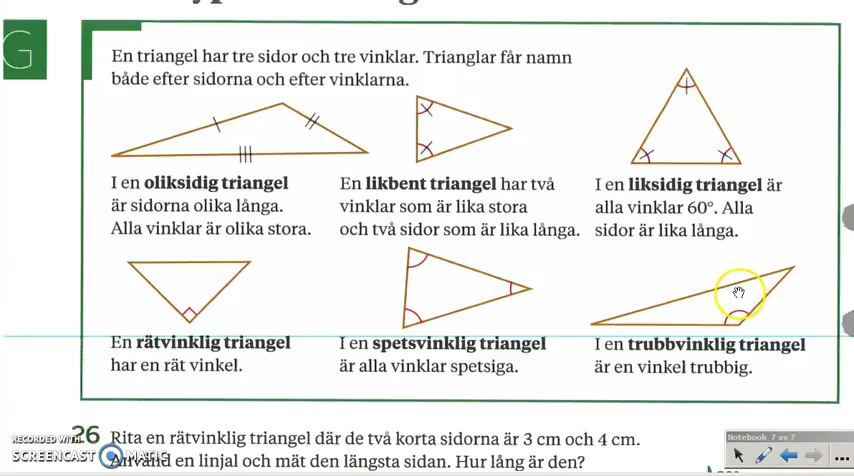 G
En triangel har tre sidor och tre vinklar. Trianglar får namn
både efter sidorna och efter vinklarna.
I en oliksidig triangel
är sidorna olika långa.
Alla vinklar är olika stora.
En likbent triangel har två
vinklar som är lika stora
och två sidor som är lika långa.
I en liksidig triangel är
alla vinklar 60°. Alla
sidor är lika långa.
En rätvinklig triangel
har en rät vinkel.
I en spetsvinklig triangel
är alla vinklar spetsiga.
I en trubbvinklig triangel
är en vinkel trubbig.
26 Rita en rätvinklig triangel där de två korta sidorna är 3 cm och 4 cm.
Använd en linjal och mät den längsta sidan. Hur lång är den?
RECORDED WITH
SCREENCAST MATIC
Notebook 7 av 7